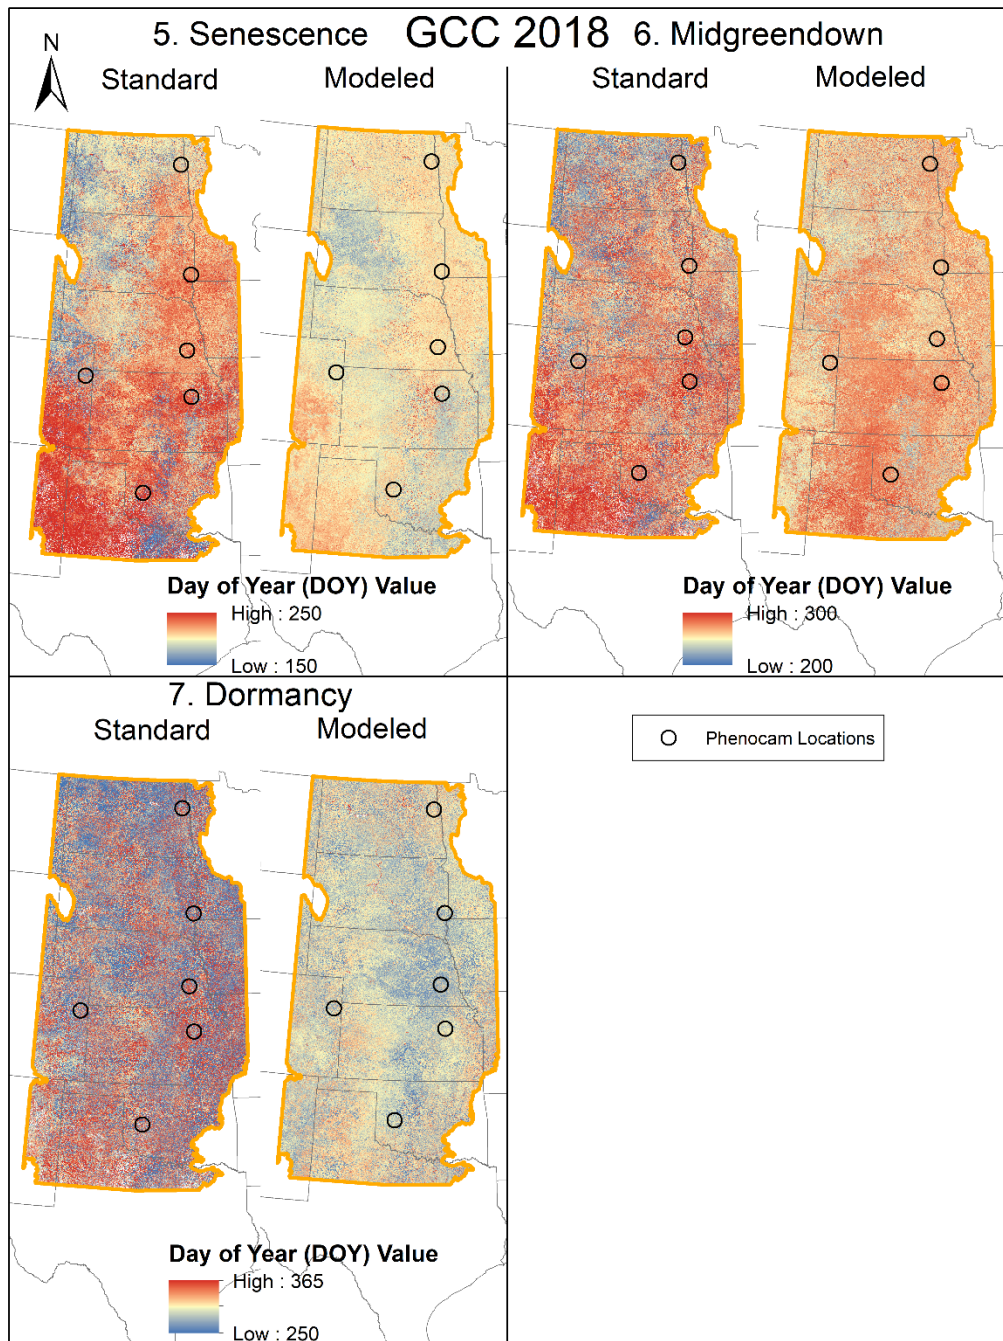 5. Senescence GCC 2018 6. Midgreendown
N
Standard Modeled Standard Modeled
Day of Year (DOY) Value
High : 250
Low : 150
Day of Year (DOY) Value
High : 300
Low : 200
7. Dormancy
Standard Modeled
Phenocam Locations
Day of Year (DOY) Value
High : 365
Low : 250